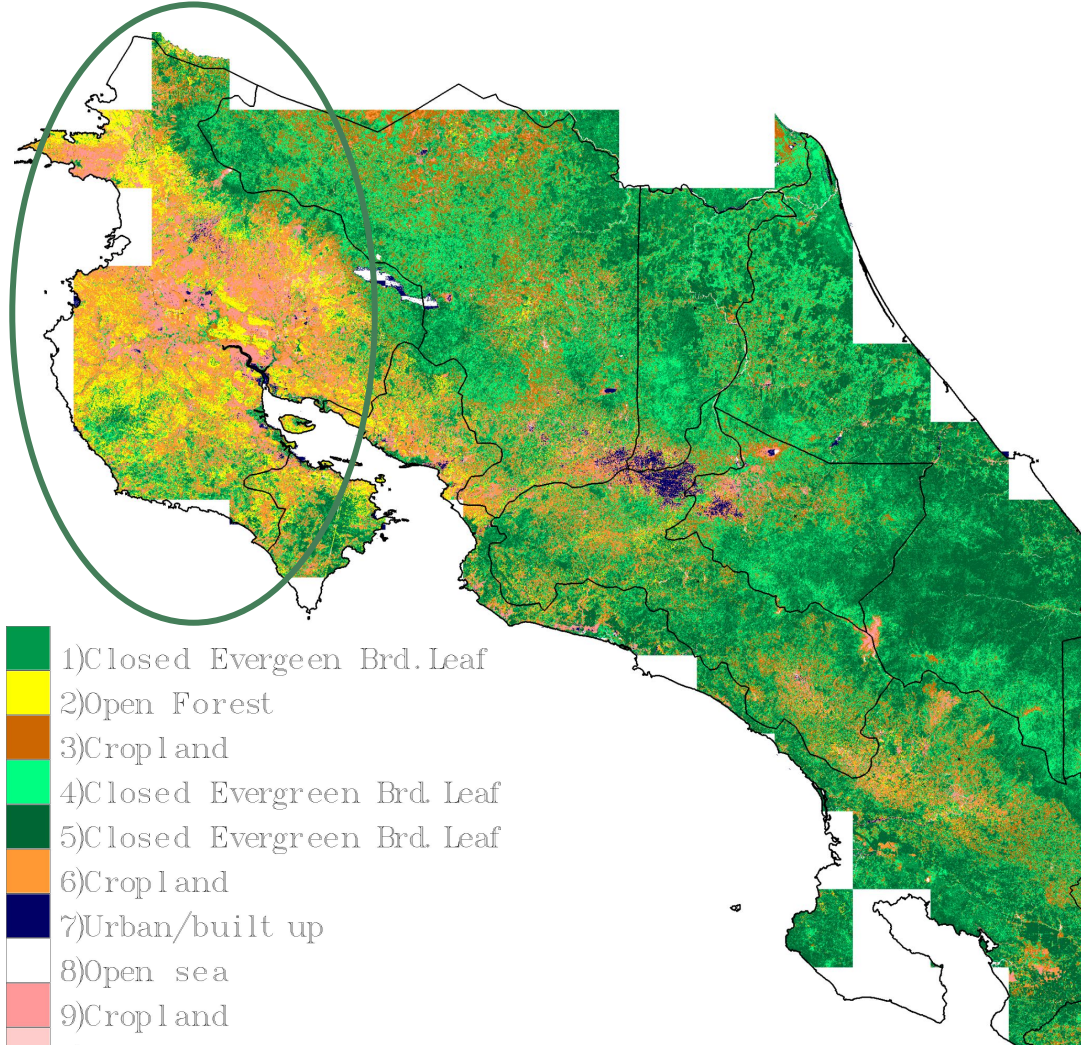 1)Closed Evergeen Brd. Leaf
2)Open Forest
3)Cropland
4)Closed Evergreen Brd. Leaf
5)Closed Evergreen Brd. Leaf
6)Cropland
7)Urban/built up
8)Open sea
9)Cropland